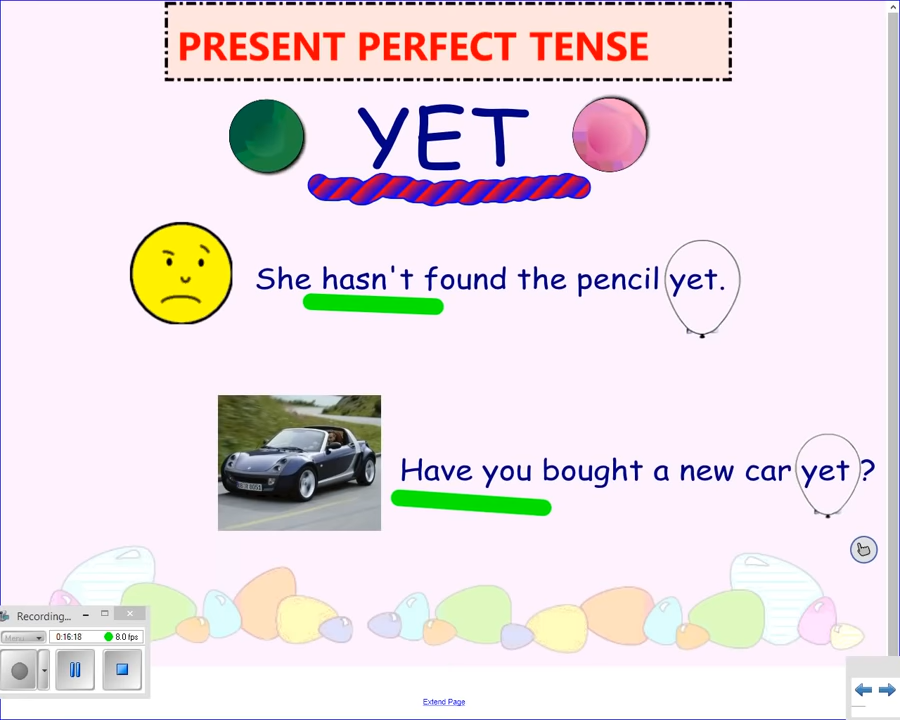 PRESENT PERFECT TENSE
YET
She hasn't found the pencil yet.
Have you bought a new car yet ?
Recording...
Menu...
0:16:18
8.0 fps
Extend Page